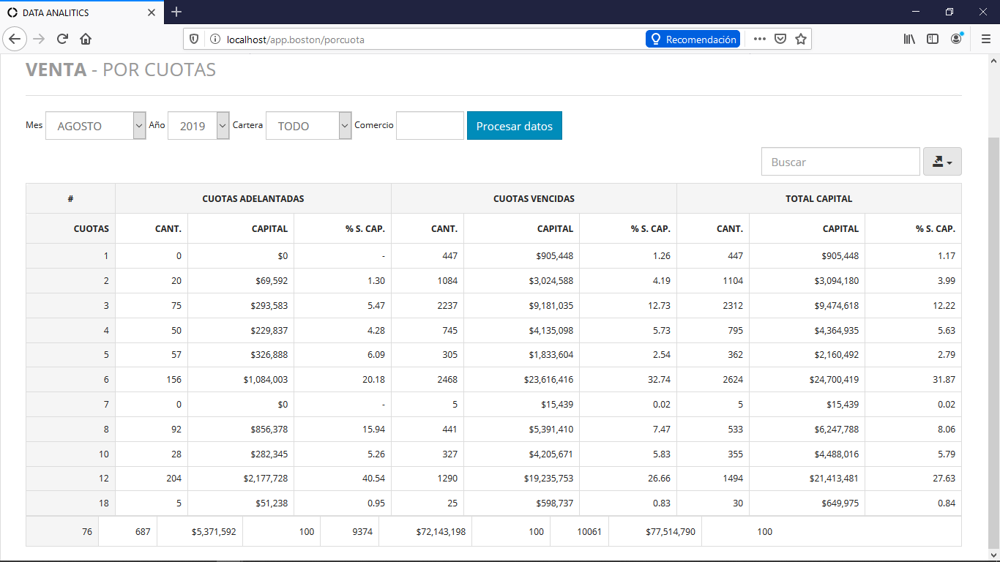 DATA ANALITICS
localhost/app.boston/porcuota
Recomendación
VENTA - POR CUOTAS
Mes AGOSTO Año 2019 Cartera TODO Comercio Procesar datos
Buscar
# CUOTAS ADELANTADAS CUOTAS VENCIDAS TOTAL CAPITAL
CUOTAS CANT. CAPITAL % S. CAP. CANT. CAPITAL % S. CAP. CANT. CAPITAL % S. CAP.
1 0 $0 - 447 $905,448 1.26 447 $905,448 1.17
2 20 $69,592 1.30 1084 $3,024,588 4.19 1104 $3,094,180 3.99
3 75 $293,583 5.47 2237 $9,181,035 12.73 2312 $9,474,618 12.22
4 50 $229,837 4.28 745 $4,135,098 5.73 795 $4,364,935 5.63
5 57 $326,888 6.09 305 $1,833,604 2.54 362 $2,160,492 2.79
6 156 $1,084,003 20.18 2468 $23,616,416 32.74 2624 $24,700,419 31.87
7 0 $0 - 5 $15,439 0.02 5 $15,439 0.02
8 92 $856,378 15.94 441 $5,391,410 7.47 533 $6,247,788 8.06
10 28 $282,345 5.26 327 $4,205,671 5.83 355 $4,488,016 5.79
12 204 $2,177,728 40.54 1290 $19,235,753 26.66 1494 $21,413,481 27.63
18 5 $51,238 0.95 25 $598,737 0.83 30 $649,975 0.84
76 687 $5,371,592 100 9374 $72,143,198 100 10061 $77,514,790 100